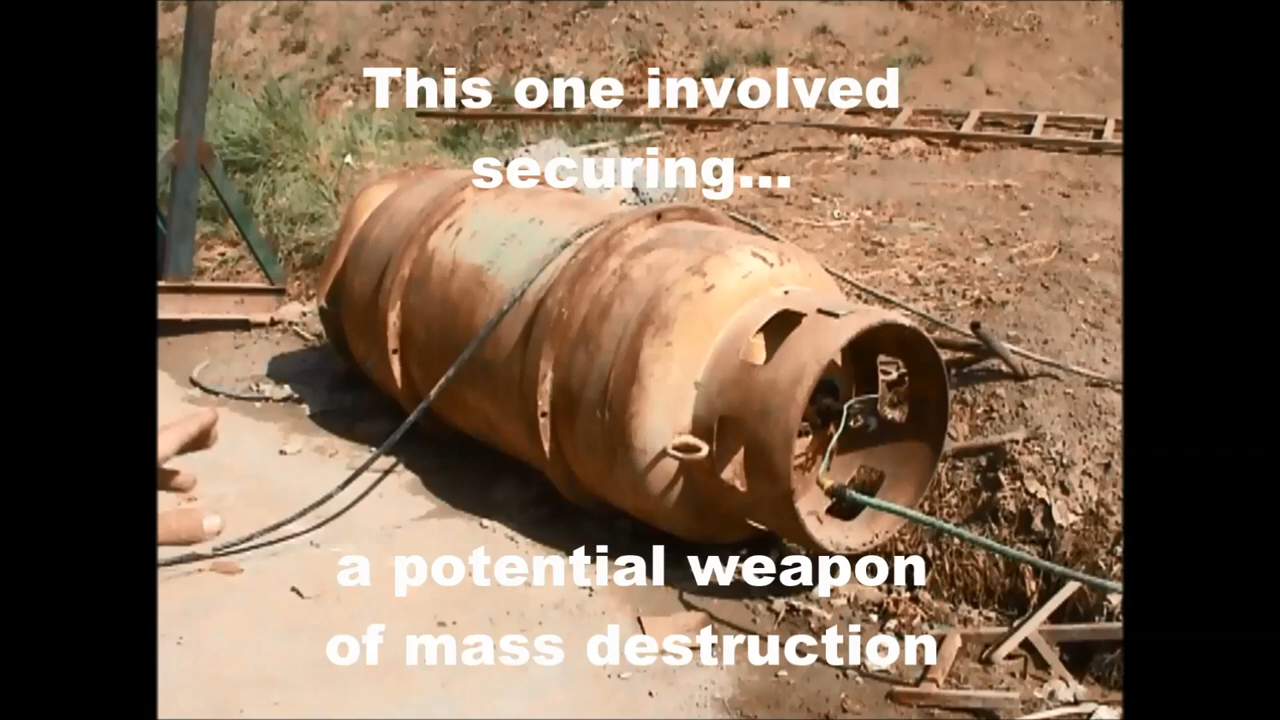 This one involved
securing...
a potential weapon
of mass destruction